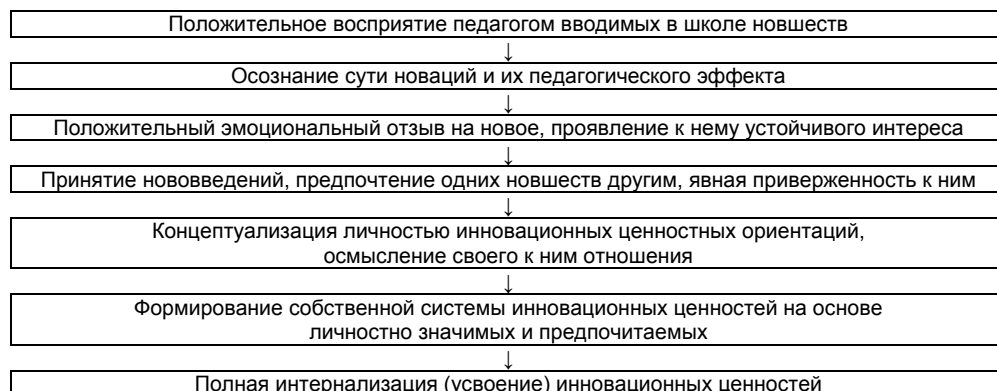 Положительное восприятие педагогом вводимых в школе новшеств
↓
Осознание сути новаций и их педагогического эффекта
↓
Положительный эмоциональный отзыв на новое, проявление к нему устойчивого интереса
↓
Принятие нововведений, предпочтение одних новшеств другим, явная приверженность к ним
↓
Концептуализация личностью инновационных ценностных ориентаций,
осмысление своего к ним отношения
↓
Формирование собственной системы инновационных ценностей на основе
личностно значимых и предпочитаемых
↓
Полная интернализация (усвоение) инновационных ценностей